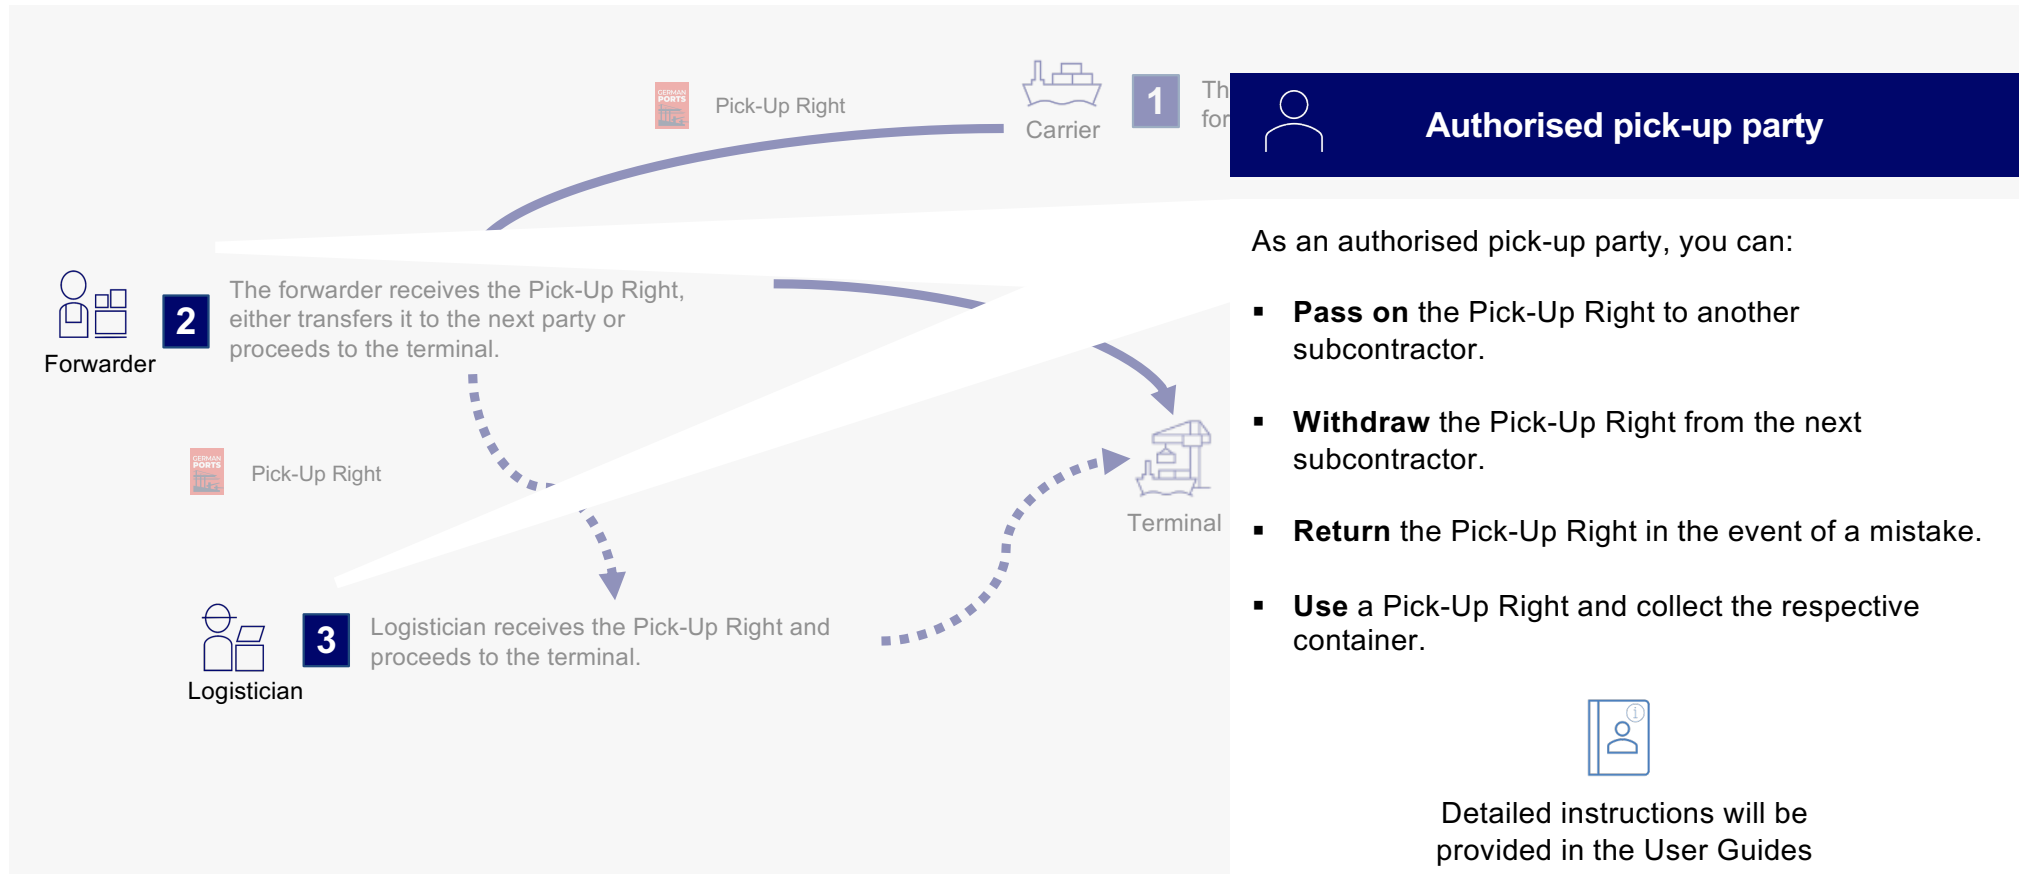 GERMAN
PORTS
Pick-Up Right
Carrier
1
Th
for
Authorised pick-up party
2
The forwarder receives the Pick-Up Right,
either transfers it to the next party or
proceeds to the terminal.
Forwarder
GERMAN
PORTS
Pick-Up Right
Terminal
3
Logistician receives the Pick-Up Right and
proceeds to the terminal.
Logistician
As an authorised pick-up party, you can:
▪ Pass on the Pick-Up Right to another
subcontractor.
▪ Withdraw the Pick-Up Right from the next
subcontractor.
▪ Return the Pick-Up Right in the event of a mistake.
▪ Use a Pick-Up Right and collect the respective
container.
i
Detailed instructions will be
provided in the User Guides